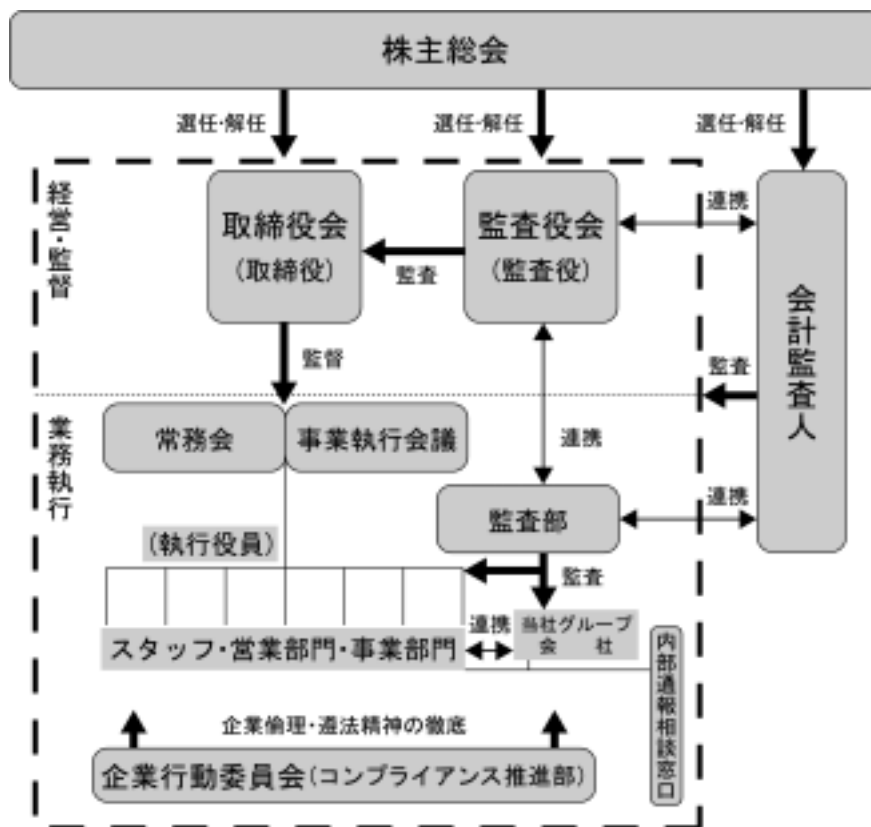 株主総会
選任・解任
選任・解任
選任・解任
経営・監督
取締役会
(取締役)
監査
監査役会
(監査役)
連携
会計監査人
監督
監査
業務執行
常務会
事業執行会議
連携
監査部
連携
(執行役員)
監査
スタッフ・営業部門・事業部門
連携
当社グループ
会 社
内部通報相談窓口
企業倫理・遵法精神の徹底
企業行動委員会(コンプライアンス推進部)